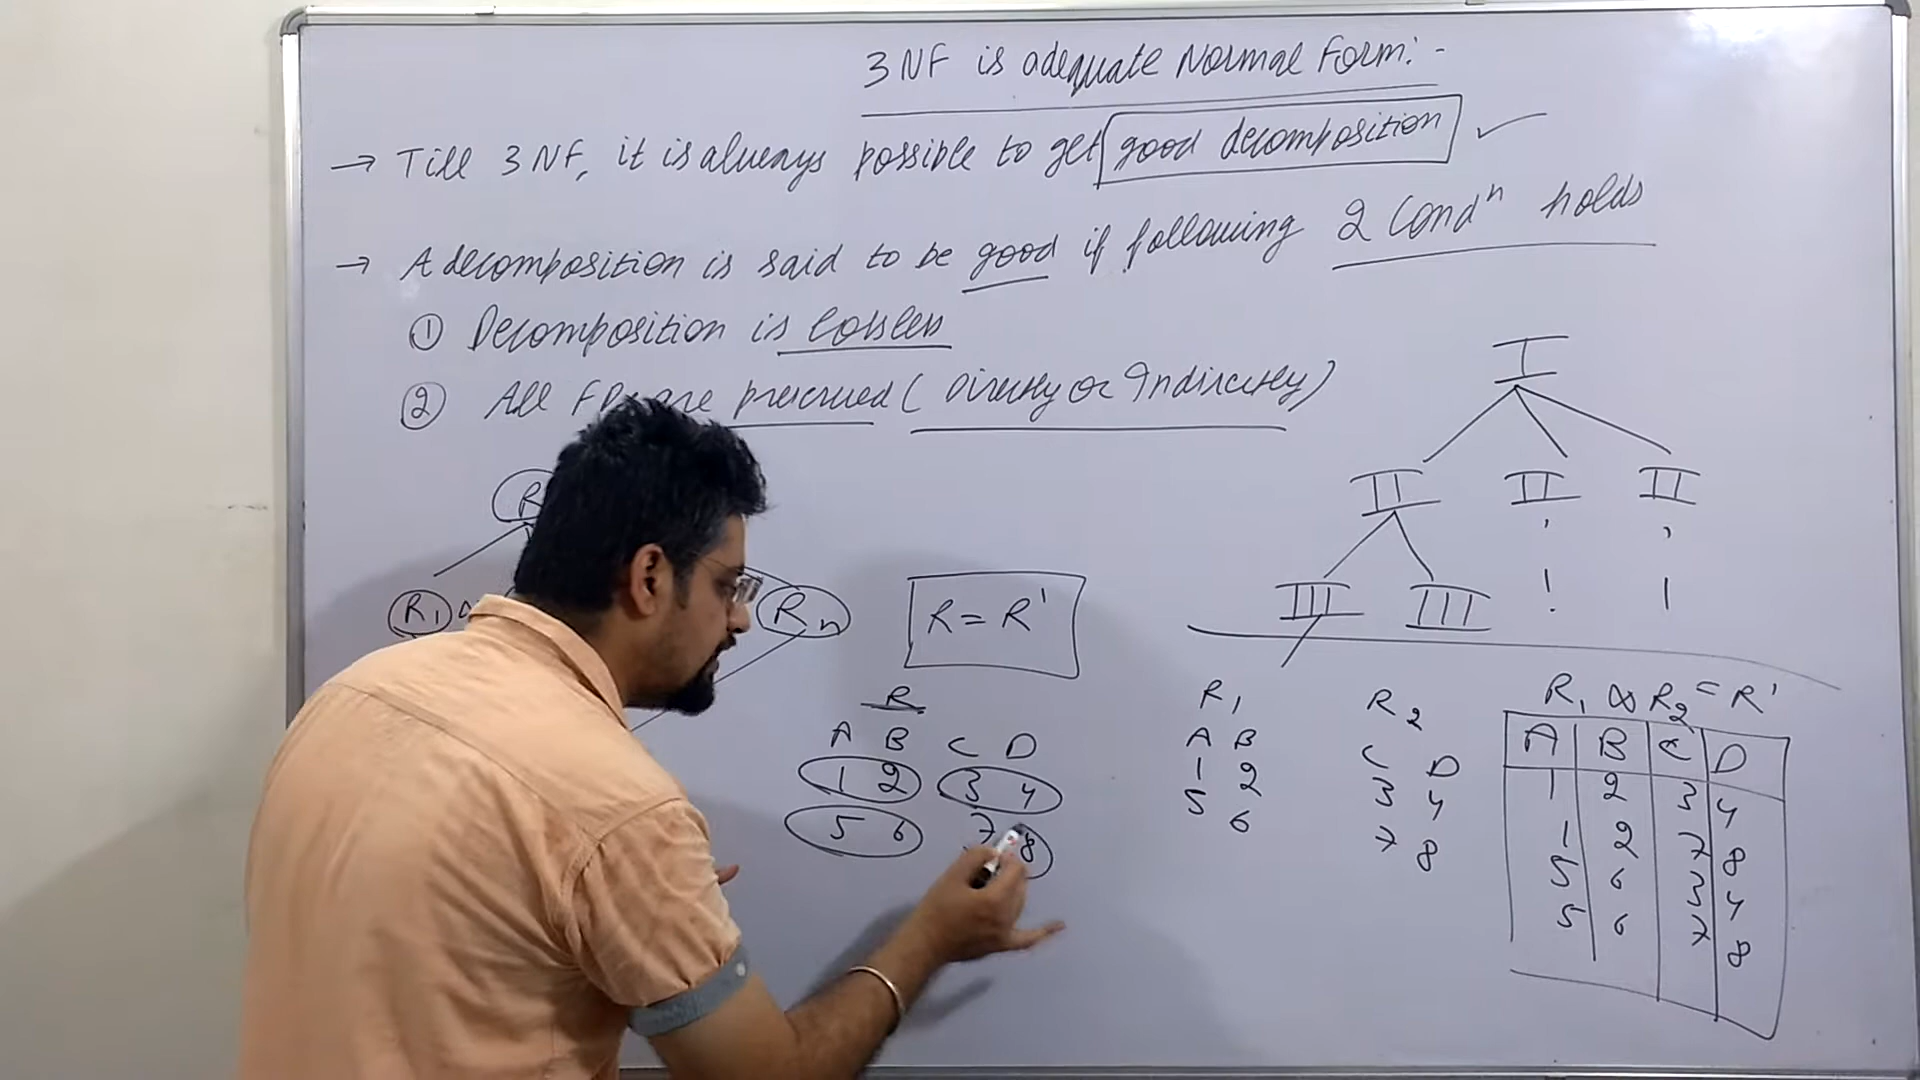 3NF is adequate Normal Form:-
→ Till 3NF, it is always possible to get good decomposition ✓
→ A decomposition is said to be good if following 2 Condⁿ holds
① Decomposition is lossless
② All FDs are preserved (Directly or Indirectly)
I
II II II
III III
R
R1 Rn
R = R'
R
A B C D
1 2 3 4
5 6 7 8
R1
A B
1 2
5 6
R2
C D
3 4
7 8
R1 ⋈ R2 = R'
A B C D
1 2 3 4
1 2 7 8
5 6 3 4
5 6 7 8